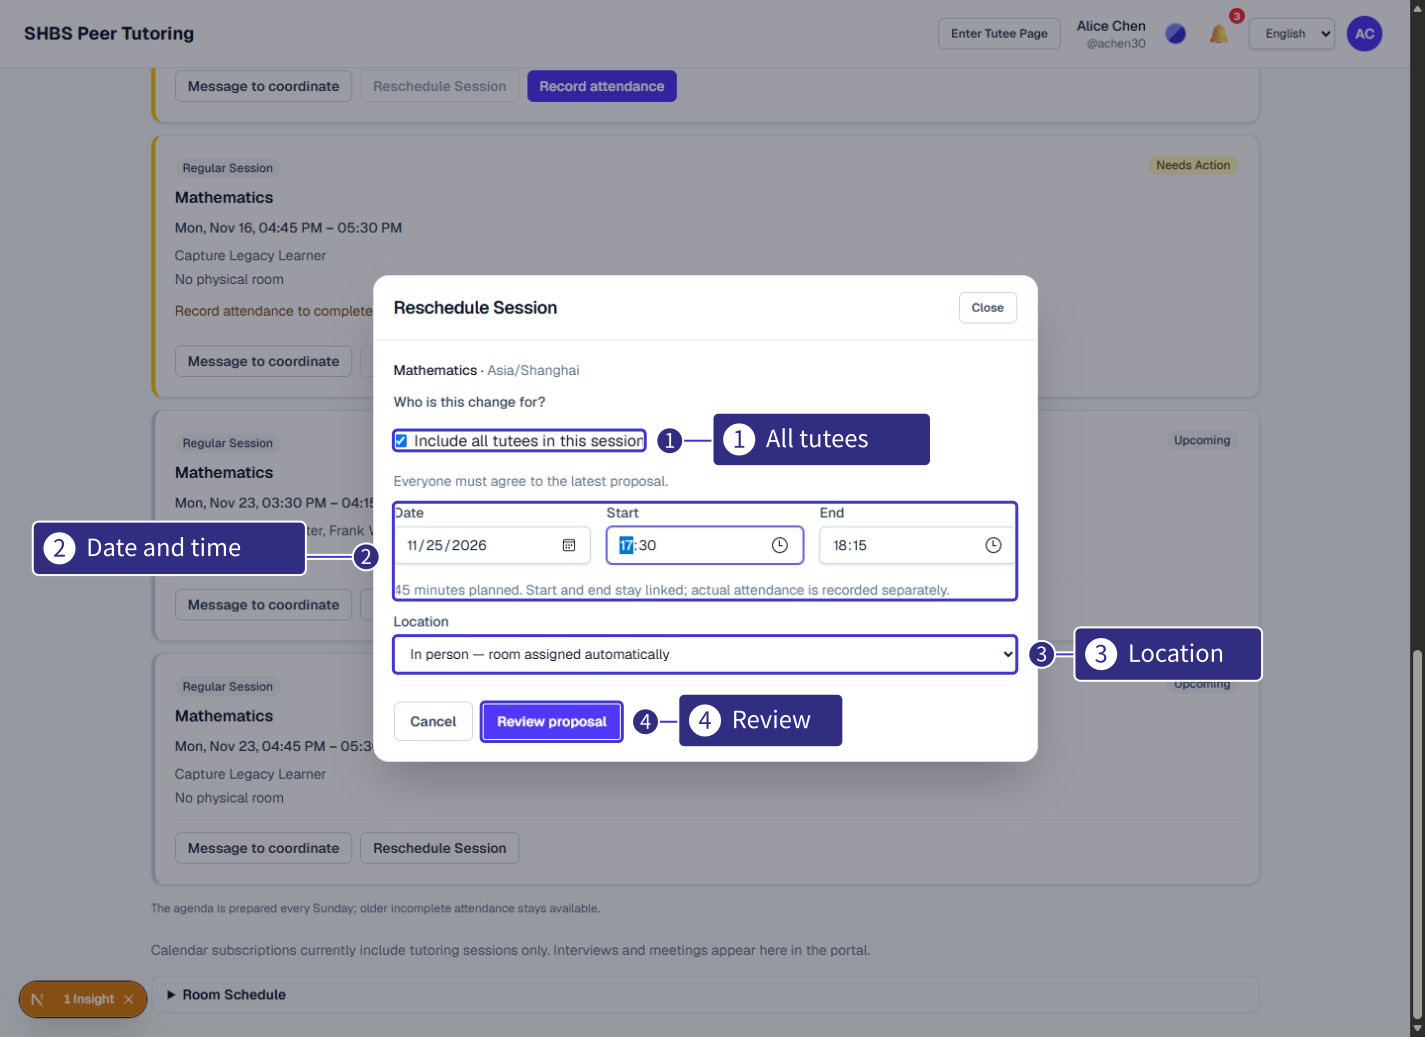 SHBS Peer Tutoring
Enter Tutee Page
Alice Chen
@achen30
3
English
AC
Message to coordinate
Reschedule Session
Record attendance
Regular Session
Needs Action
Mathematics
Mon, Nov 16, 04:45 PM – 05:30 PM
Capture Legacy Learner
No physical room
Record attendance to complete
Message to coordinate
Regular Session
Upcoming
Mathematics
Mon, Nov 23, 03:30 PM – 04:15
ter, Frank
Message to coordinate
Regular Session
Upcoming
Mathematics
Mon, Nov 23, 04:45 PM – 05:3
Capture Legacy Learner
No physical room
Message to coordinate
Reschedule Session
Reschedule Session
Close
Mathematics · Asia/Shanghai
Who is this change for?
Include all tutees in this session
1
1 All tutees
Everyone must agree to the latest proposal.
Date
Start
End
11/25/2026
17:30
18:15
2 Date and time
2
45 minutes planned. Start and end stay linked; actual attendance is recorded separately.
Location
In person — room assigned automatically
3
3 Location
Cancel
Review proposal
4
4 Review
The agenda is prepared every Sunday; older incomplete attendance stays available.
Calendar subscriptions currently include tutoring sessions only. Interviews and meetings appear here in the portal.
Room Schedule
N 1 Insight